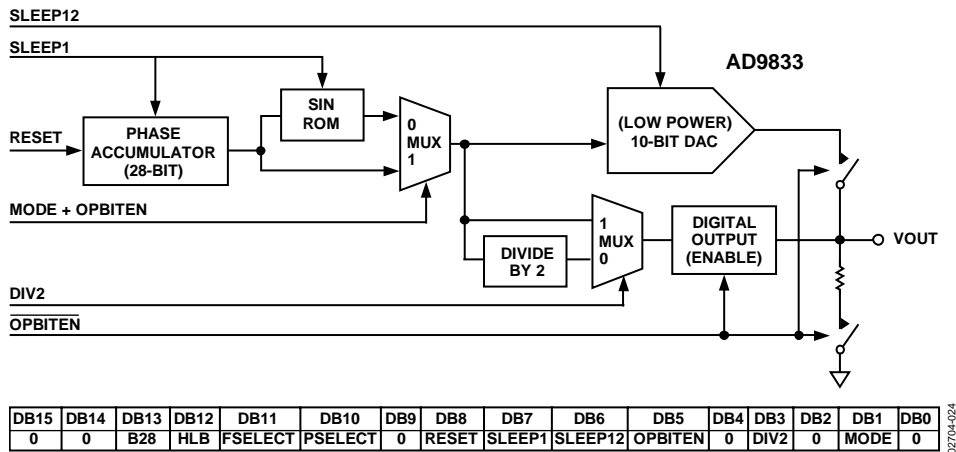 SLEEP12
SLEEP1
AD9833
RESET
PHASE
ACCUMULATOR
(28-BIT)
SIN
ROM
0
MUX
1
(LOW POWER)
10-BIT DAC
MODE + OPBITEN
1
MUX
0
DIVIDE
BY 2
DIGITAL
OUTPUT
(ENABLE)
VOUT
DIV2
OPBITEN
DB15 DB14 DB13 DB12 DB11 DB10 DB9 DB8 DB7 DB6 DB5 DB4 DB3 DB2 DB1 DB0
0 0 B28 HLB FSELECT PSELECT 0 RESET SLEEP1 SLEEP12 OPBITEN 0 DIV2 0 MODE 0
02704-024